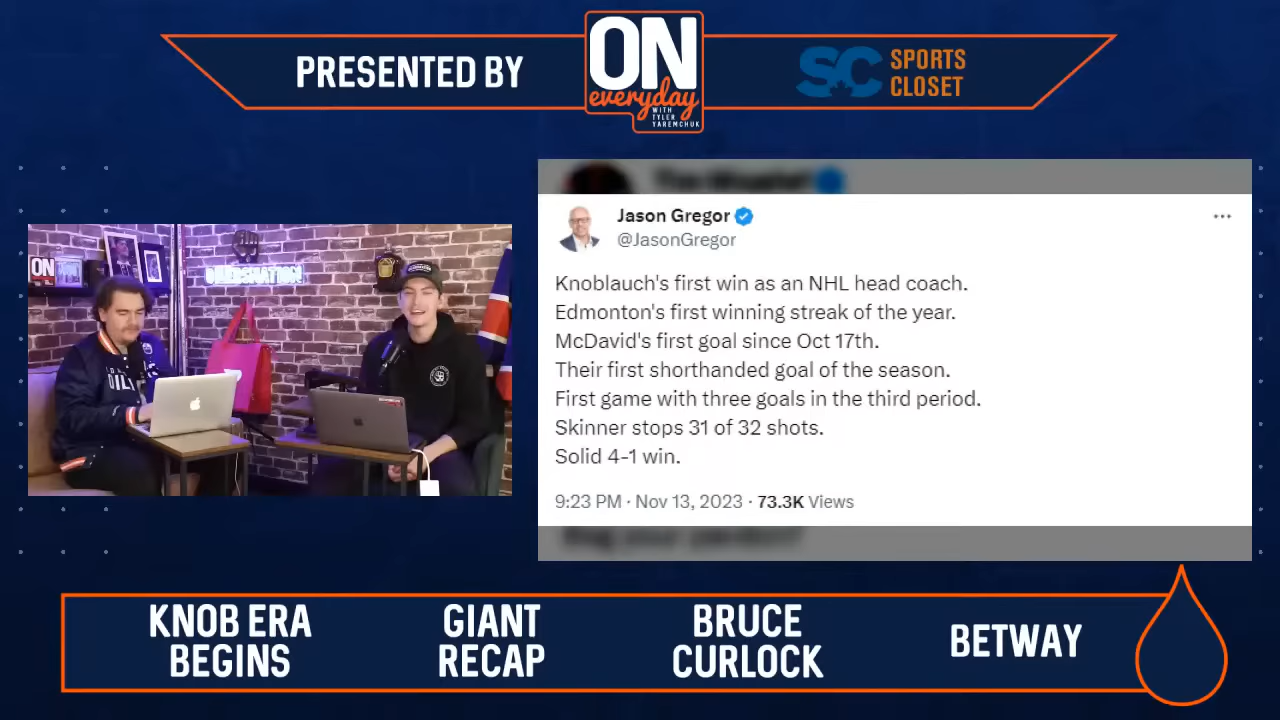 PRESENTED BY
ON
everyday
WITH
TYLER
YAREMCHUK
SC SPORTS
CLOSET
ON
OILERSNATION
OIL
Jason Gregor
@JasonGregor
Knoblauch's first win as an NHL head coach.
Edmonton's first winning streak of the year.
McDavid's first goal since Oct 17th.
Their first shorthanded goal of the season.
First game with three goals in the third period.
Skinner stops 31 of 32 shots.
Solid 4-1 win.
9:23 PM · Nov 13, 2023 · 73.3K Views
KNOB ERA
BEGINS
GIANT
RECAP
BRUCE
CURLOCK
BETWAY